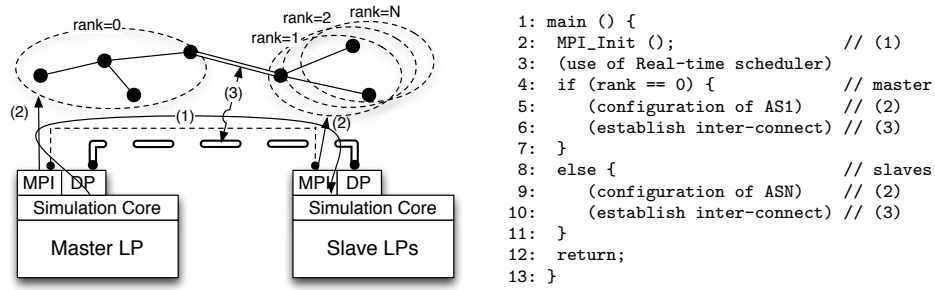 rank=0
rank=N
rank=2
rank=1
(3)
(2)
(1)
(2)
MPI DP
Simulation Core
Master LP
MPI DP
Simulation Core
Slave LPs
1: main () {
2: MPI_Init (); // (1)
3: (use of Real-time scheduler)
4: if (rank == 0) { // master
5: (configuration of AS1) // (2)
6: (establish inter-connect) // (3)
7: }
8: else { // slaves
9: (configuration of ASN) // (2)
10: (establish inter-connect) // (3)
11: }
12: return;
13: }